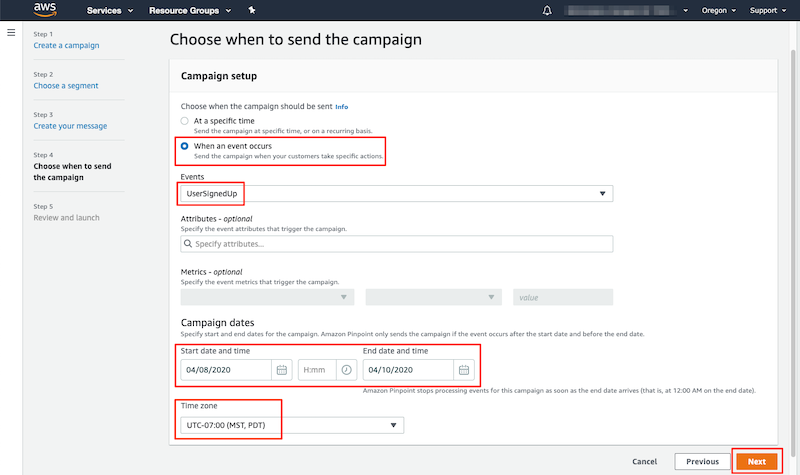 aws Services Resource Groups Oregon Support
Step 1
Create a campaign
Step 2
Choose a segment
Step 3
Create your message
Step 4
Choose when to send
the campaign
Step 5
Review and launch
Choose when to send the campaign
Campaign setup
Choose when the campaign should be sent Info
At a specific time
Send the campaign at specific time, or on a recurring basis.
When an event occurs
Send the campaign when your customers take specific actions.
Events
UserSignedUp
Attributes - optional
Specify the event attributes that trigger the campaign.
Specify attributes...
Metrics - optional
Specify the event metrics that trigger the campaign.
value
Campaign dates
Specify start and end dates for the campaign. Amazon Pinpoint only sends the campaign if the event occurs after the start date and before the end date.
Start date and time End date and time
04/08/2020 H:mm 04/10/2020
Amazon Pinpoint stops processing events for this campaign as soon as the end date arrives (that is, at 12:00 AM on the end date).
Time zone
UTC-07:00 (MST, PDT)
Cancel Previous Next